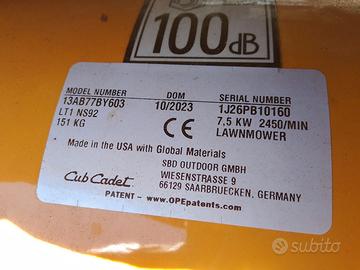 100dB
MODEL NUMBER DOM SERIAL NUMBER
13AB77BY603 10/2023 1J26PB10160
LT1 NS92 7,5 KW 2450/MIN
151 KG CE LAWNMOWER
Made in the USA with Global Materials
SBD OUTDOOR GMBH
WIESENSTRASSE 9
Cub Cadet 66129 SAARBRUECKEN, GERMANY
PATENT - www.OPEpatents.com
subito